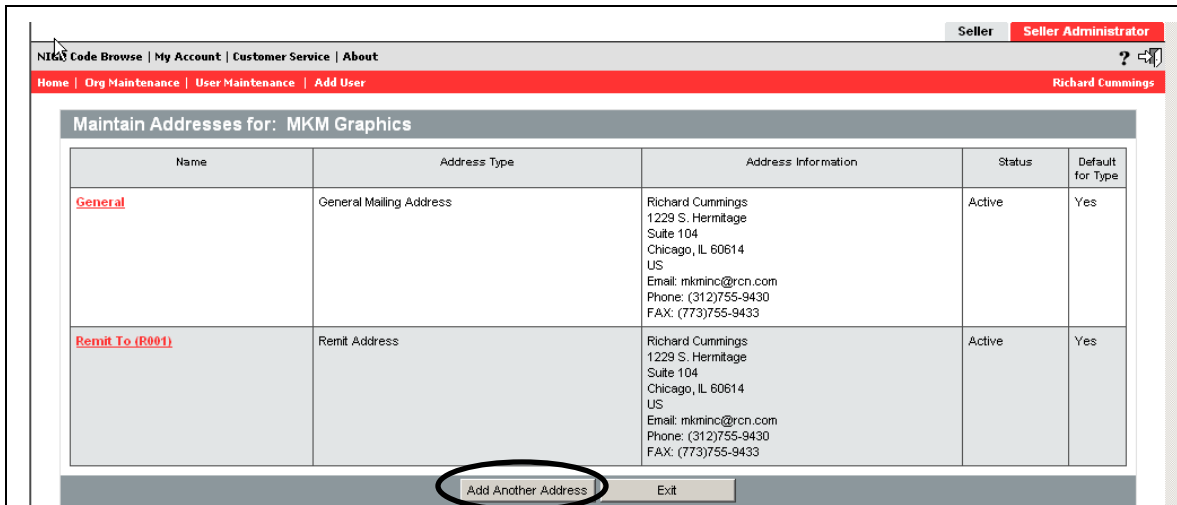 Seller Seller Administrator
NIGP Code Browse | My Account | Customer Service | About ?
Home | Org Maintenance | User Maintenance | Add User Richard Cummings
Maintain Addresses for: MKM Graphics
Name Address Type Address Information Status Default for Type
General General Mailing Address Richard Cummings Active Yes
1229 S. Hermitage
Suite 104
Chicago, IL 60614
US
Email: mkminc@rcn.com
Phone: (312)755-9430
FAX: (773)755-9433
Remit To (R001) Remit Address Richard Cummings Active Yes
1229 S. Hermitage
Suite 104
Chicago, IL 60614
US
Email: mkminc@rcn.com
Phone: (312)755-9430
FAX: (773)755-9433
Add Another Address Exit